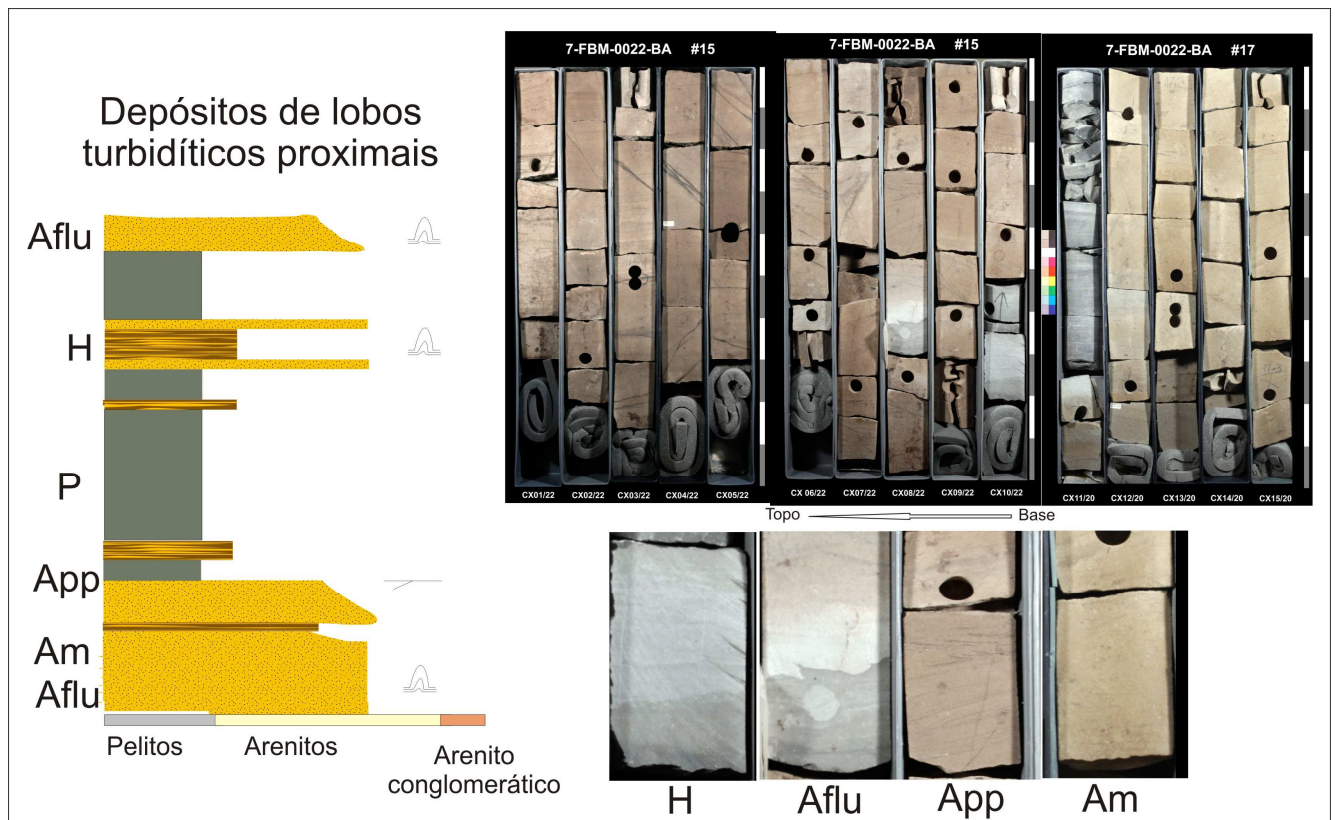 Depósitos de lobos
turbidíticos proximais
Aflu
H
P
App
Am
Aflu
Pelitos
Arenitos
Arenito
conglomerático
7-FBM-0022-BA #15
CX01/22 CX02/22 CX03/22 CX04/22 CX05/22
7-FBM-0022-BA #15
CX 06/22 CX07/22 CX08/22 CX09/22 CX10/22
7-FBM-0022-BA #17
CX11/20 CX12/20 CX13/20 CX14/20 CX15/20
Topo
Base
H
Aflu
App
Am